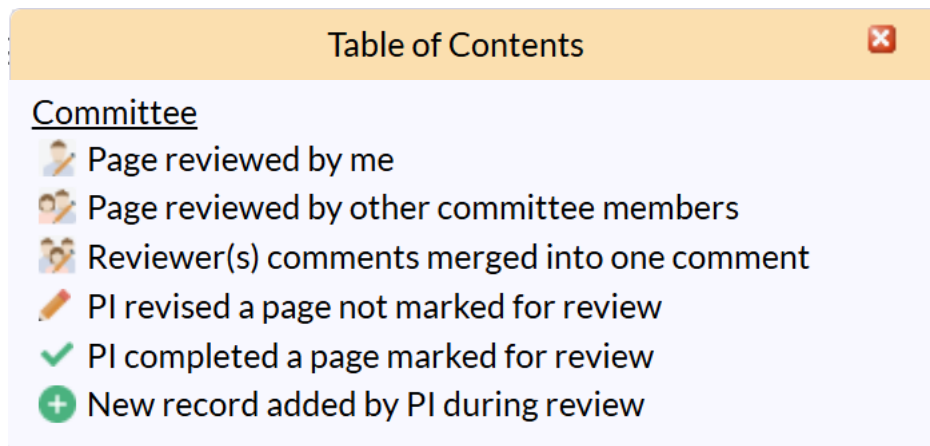 Table of Contents
Committee
Page reviewed by me
Page reviewed by other committee members
Reviewer(s) comments merged into one comment
PI revised a page not marked for review
PI completed a page marked for review
New record added by PI during review